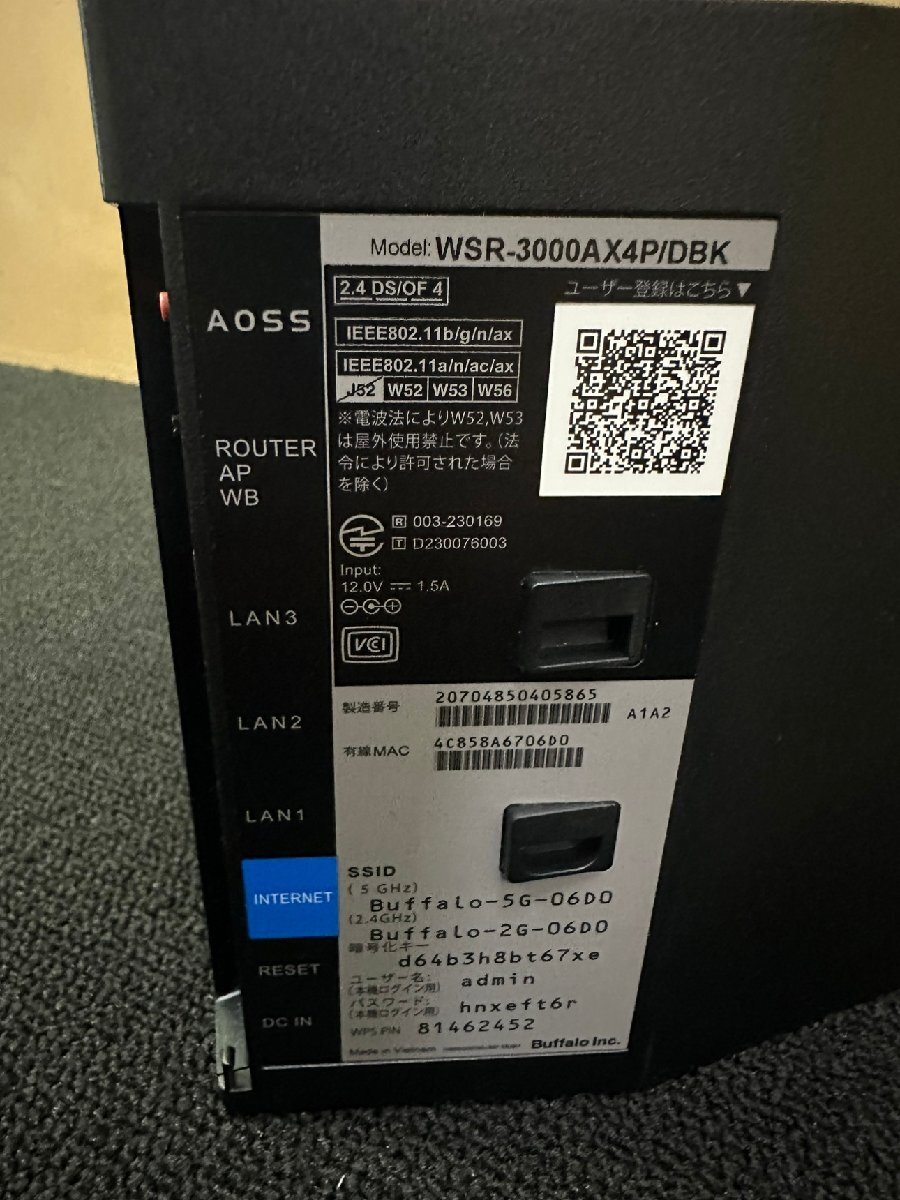 Model: WSR-3000AX4P/DBK
2.4 DS/OF 4
ユーザー登録はこちら▼
AOSS
IEEE802.11b/g/n/ax
IEEE802.11a/n/ac/ax
J52 W52 W53 W56
※電波法によりW52,W53
は屋外使用禁止です。(法
令により許可された場合
を除く)
ROUTER
AP
WB
R 003-230169
T D230076003
Input:
12.0V 1.5A
LAN3
VCCI
製造番号 20704850405865
A1A2
LAN2
有線MAC 4C858A6706D0
LAN1
SSID
(5 GHz)
Buffalo-5G-06D0
INTERNET
(2.4GHz)
Buffalo-2G-06D0
暗号化キー
d64b3h8bt67xe
RESET
ユーザー名: admin
(本機ログイン用)
パスワード: hnxeft6r
(本機ログイン用)
DC IN
WPS PIN 81462452
Made in Vietnam
Buffalo Inc.